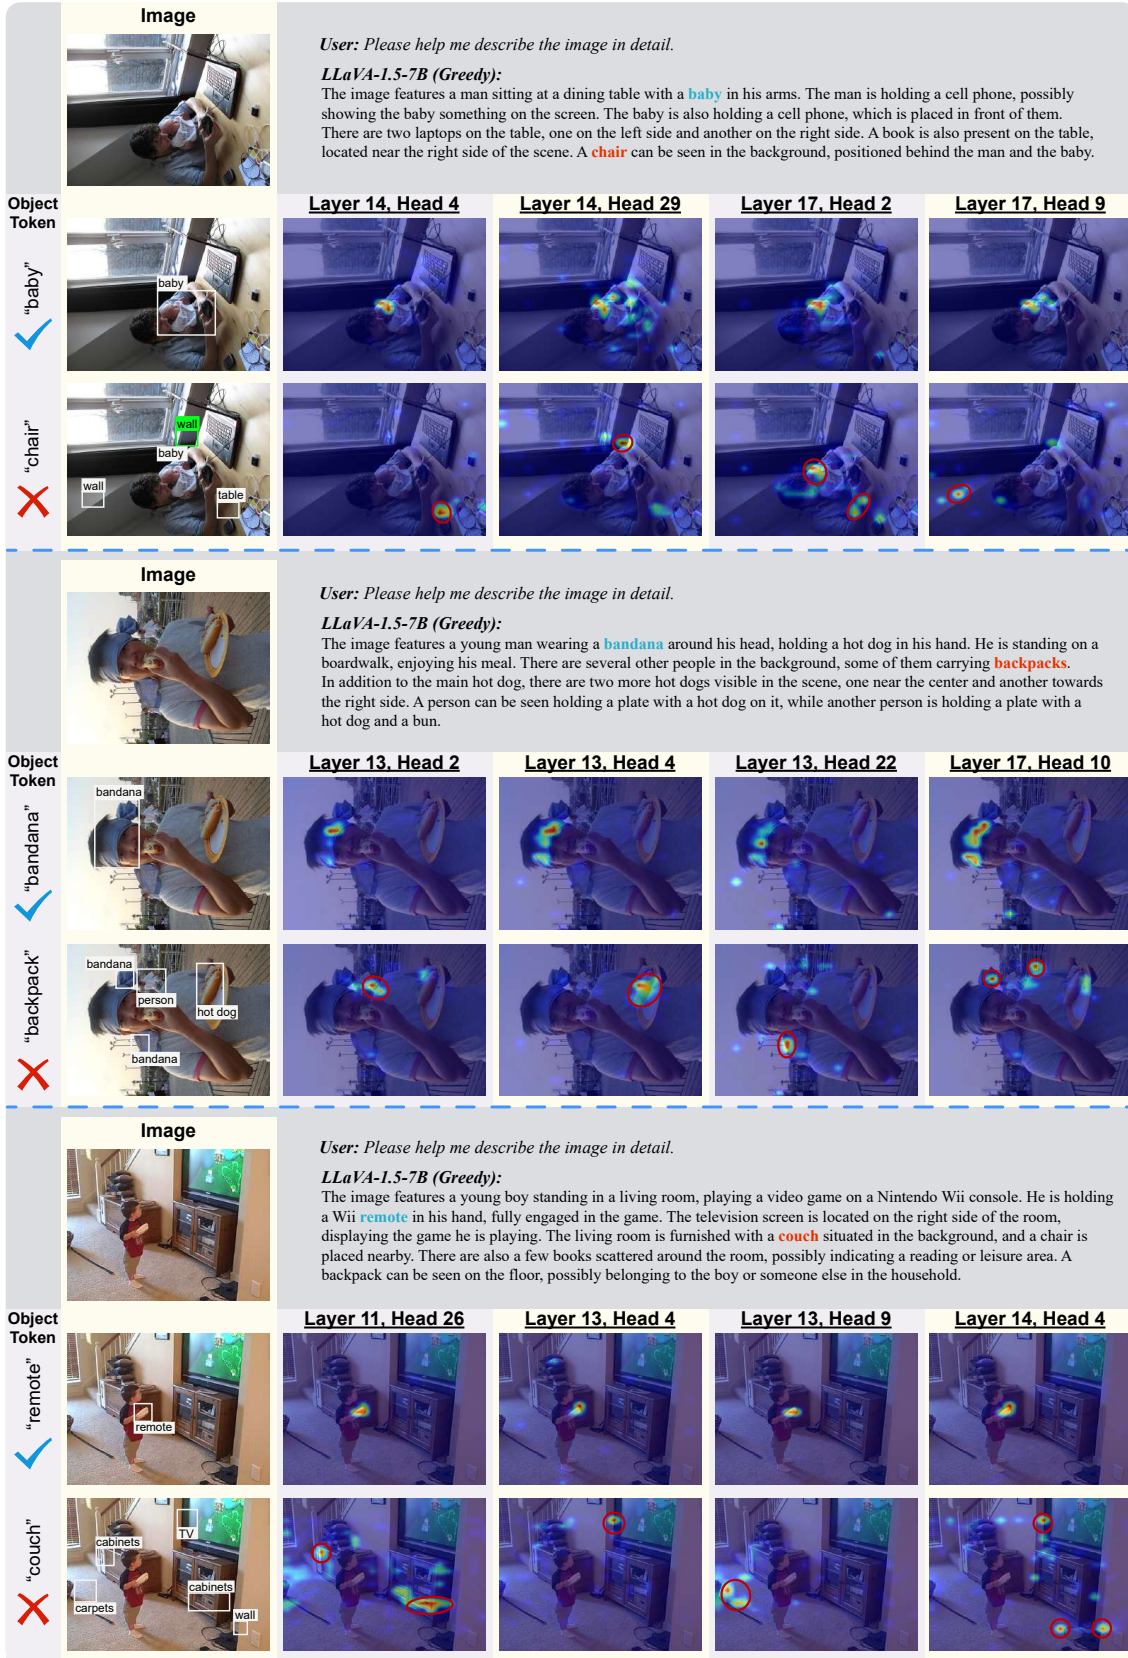 Image
User: Please help me describe the image in detail.
LLaVA-1.5-7B (Greedy):
The image features a man sitting at a dining table with a baby in his arms. The man is holding a cell phone, possibly
showing the baby something on the screen. The baby is also holding a cell phone, which is placed in front of them.
There are two laptops on the table, one on the left side and another on the right side. A book is also present on the table,
located near the right side of the scene. A chair can be seen in the background, positioned behind the man and the baby.
Object
Token
Layer 14, Head 4
Layer 14, Head 29
Layer 17, Head 2
Layer 17, Head 9
“baby”
baby
“chair”
wall
baby
wall
table
Image
User: Please help me describe the image in detail.
LLaVA-1.5-7B (Greedy):
The image features a young man wearing a bandana around his head, holding a hot dog in his hand. He is standing on a
boardwalk, enjoying his meal. There are several other people in the background, some of them carrying backpacks.
In addition to the main hot dog, there are two more hot dogs visible in the scene, one near the center and another towards
the right side. A person can be seen holding a plate with a hot dog on it, while another person is holding a plate with a
hot dog and a bun.
Object
Token
Layer 13, Head 2
Layer 13, Head 4
Layer 13, Head 22
Layer 17, Head 10
“bandana”
bandana
“backpack”
bandana
person
hot dog
bandana
Image
User: Please help me describe the image in detail.
LLaVA-1.5-7B (Greedy):
The image features a young boy standing in a living room, playing a video game on a Nintendo Wii console. He is holding
a Wii remote in his hand, fully engaged in the game. The television screen is located on the right side of the room,
displaying the game he is playing. The living room is furnished with a couch situated in the background, and a chair is
placed nearby. There are also a few books scattered around the room, possibly indicating a reading or leisure area. A
backpack can be seen on the floor, possibly belonging to the boy or someone else in the household.
Object
Token
Layer 11, Head 26
Layer 13, Head 4
Layer 13, Head 9
Layer 14, Head 4
“remote”
remote
“couch”
TV
cabinets
cabinets
carpets
wall